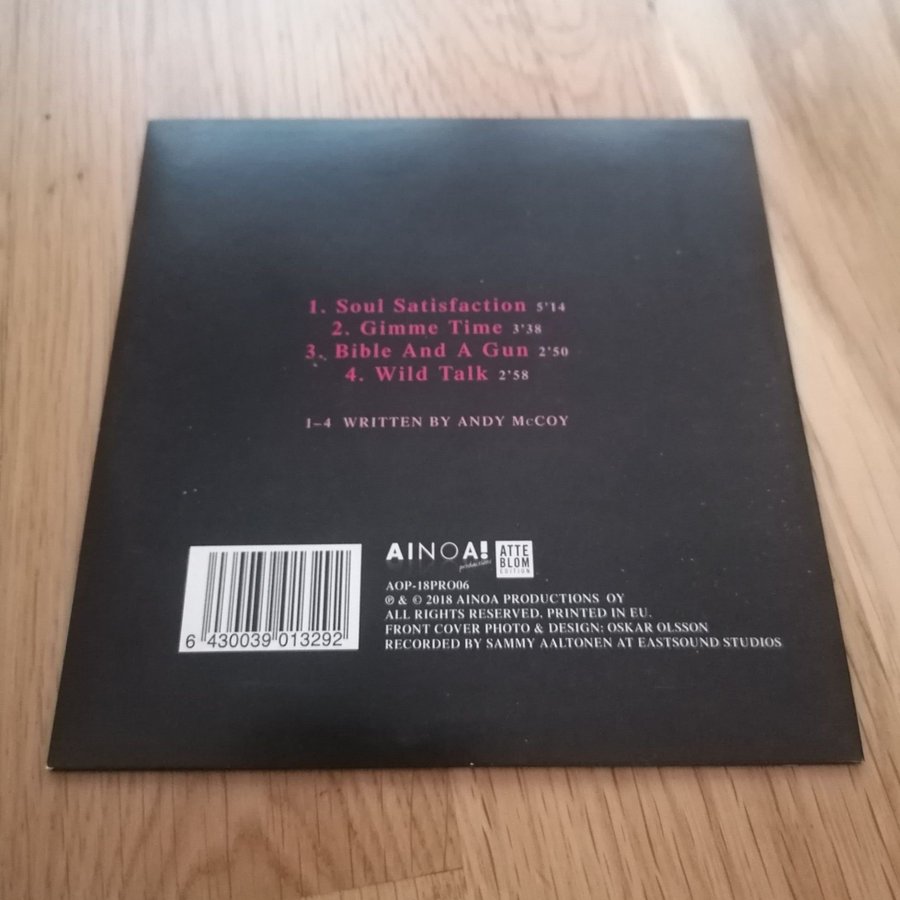 1. Soul Satisfaction 5'14
2. Gimme Time 3'38
3. Bible And A Gun 2'50
4. Wild Talk 2'58
1–4 WRITTEN BY ANDY McCOY
AINOA!
productions
ATTE
BLOM
EDITION
AOP-18PRO06
℗ & © 2018 AINOA PRODUCTIONS OY
ALL RIGHTS RESERVED. PRINTED IN EU.
FRONT COVER PHOTO & DESIGN: OSKAR OLSSON
RECORDED BY SAMMY AALTONEN AT EASTSOUND STUDIOS
6 430039 013292